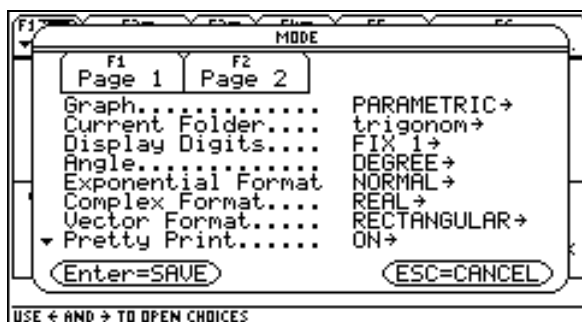 MODE
F1 F2
Page 1 Page 2
Graph.............. PARAMETRIC→
Current Folder.... trigonom→
Display Digits.... FIX 1→
Angle.............. DEGREE→
Exponential Format NORMAL→
Complex Format.... REAL→
Vector Format..... RECTANGULAR→
Pretty Print...... ON→
Enter=SAVE ESC=CANCEL
USE ← AND → TO OPEN CHOICES